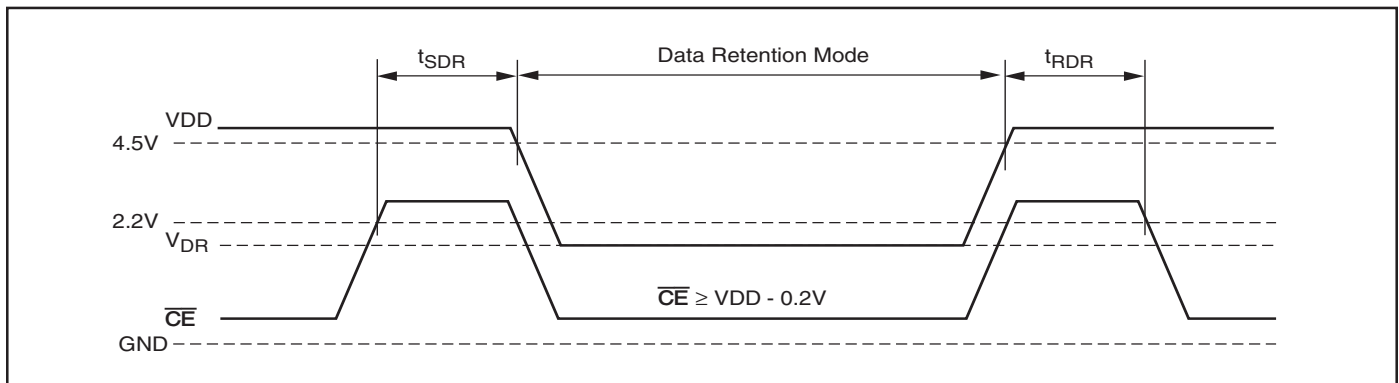 tSDR Data Retention Mode tRDR
VDD
4.5V
2.2V
VDR
CE ≥ VDD - 0.2V
CE
GND